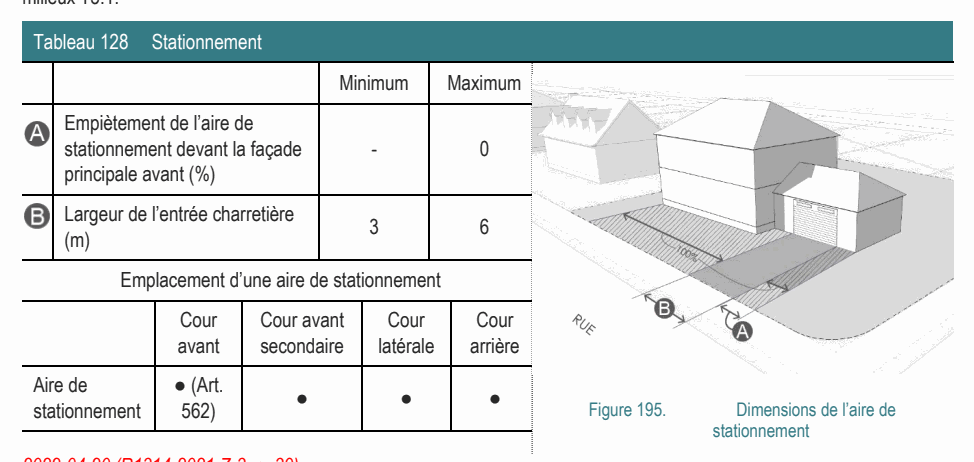 Tableau 128 Stationnement
Minimum Maximum
A Empiètement de l'aire de
stationnement devant la façade
principale avant (%)
- 0
B Largeur de l'entrée charretière
(m)
3 6
Emplacement d'une aire de stationnement
Cour
avant
Cour avant
secondaire
Cour
latérale
Cour
arrière
Aire de
stationnement
● (Art.
562)
● ● ●
100%
B
A
RUE
Figure 195. Dimensions de l'aire de
stationnement